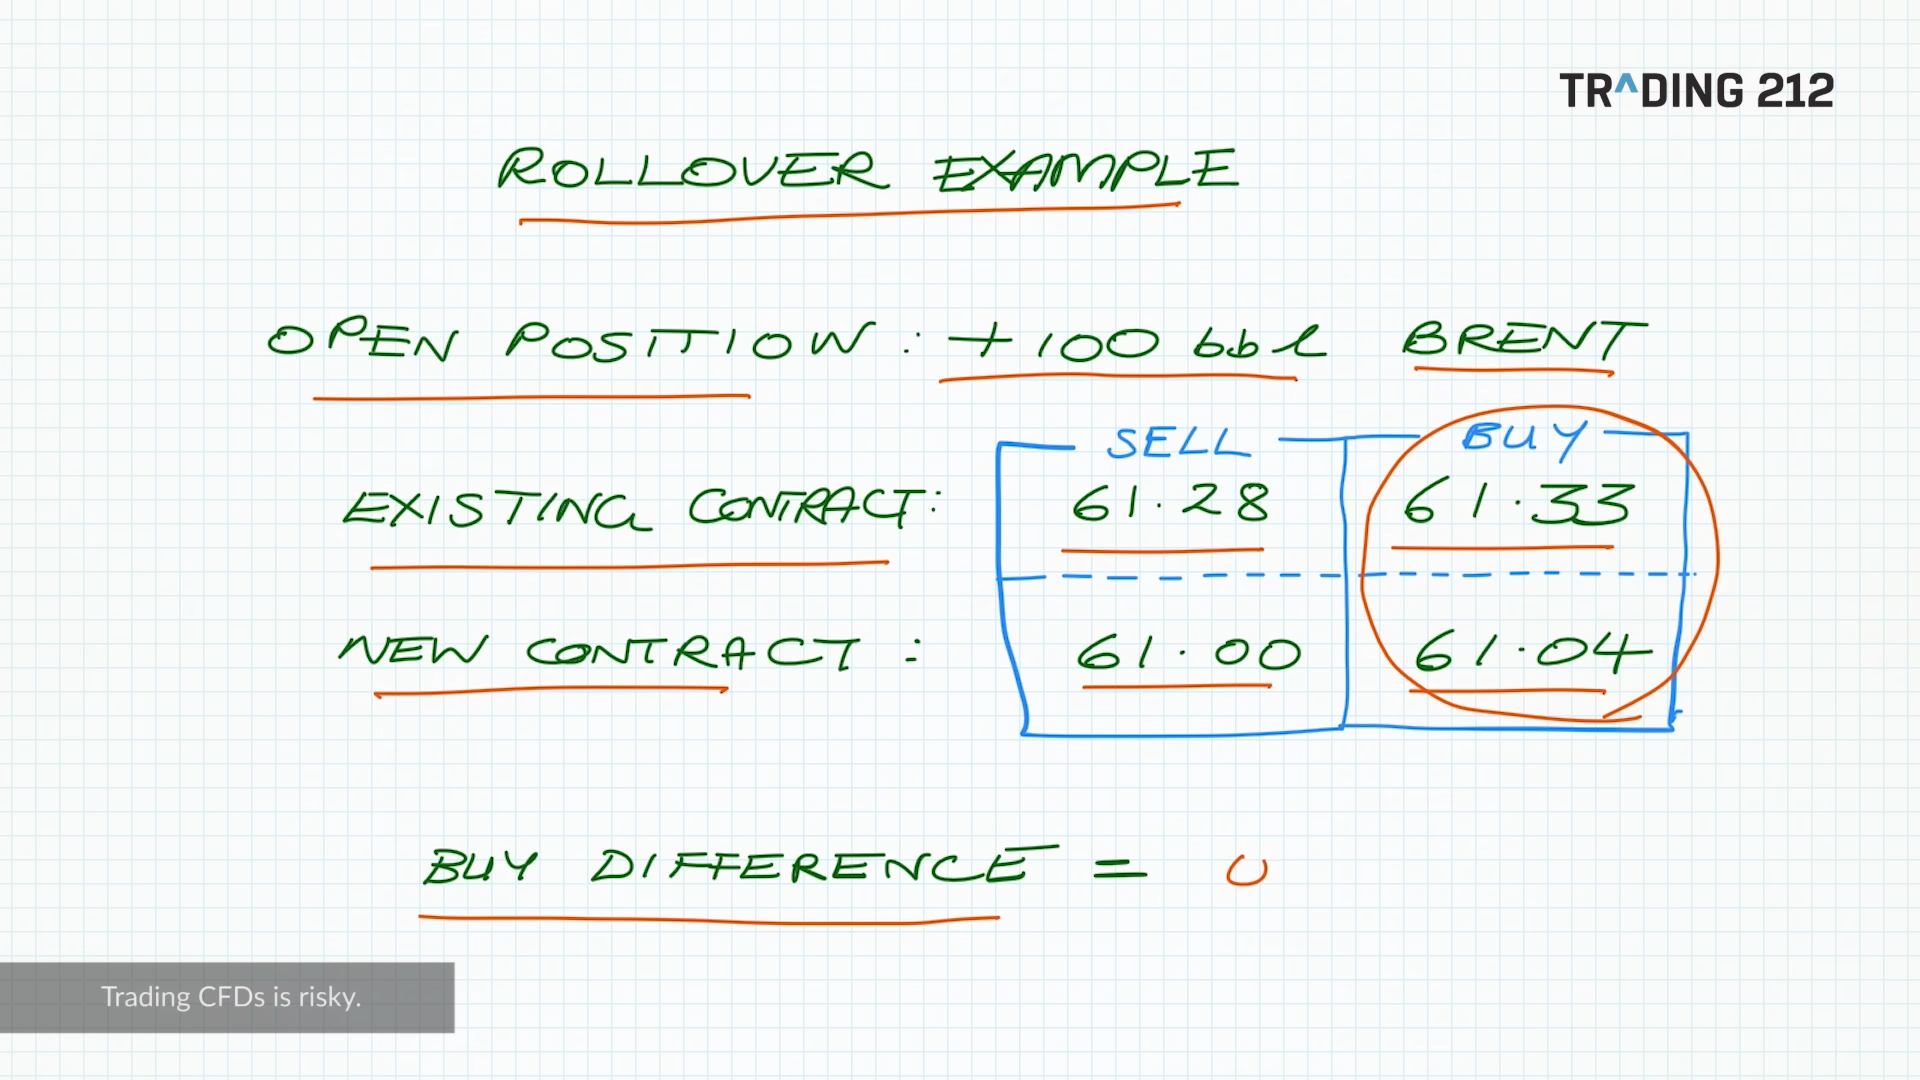 TRADING 212
ROLLOVER EXAMPLE
OPEN POSITION : +100 bbl BRENT
SELL BUY
EXISTING CONTRACT: 61.28 61.33
NEW CONTRACT : 61.00 61.04
BUY DIFFERENCE =
Trading CFDs is risky.